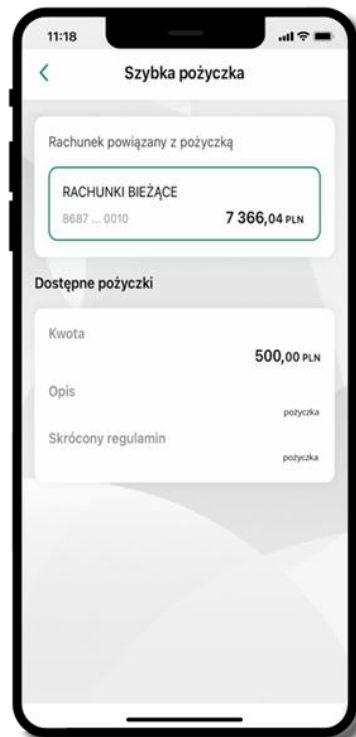 11:18
Szybka pożyczka
Rachunek powiązany z pożyczką
RACHUNKI BIEŻĄCE
8687 ... 0010 7 366,04 PLN
Dostępne pożyczki
Kwota
500,00 PLN
Opis
pożyczka
Skrócony regulamin
pożyczka